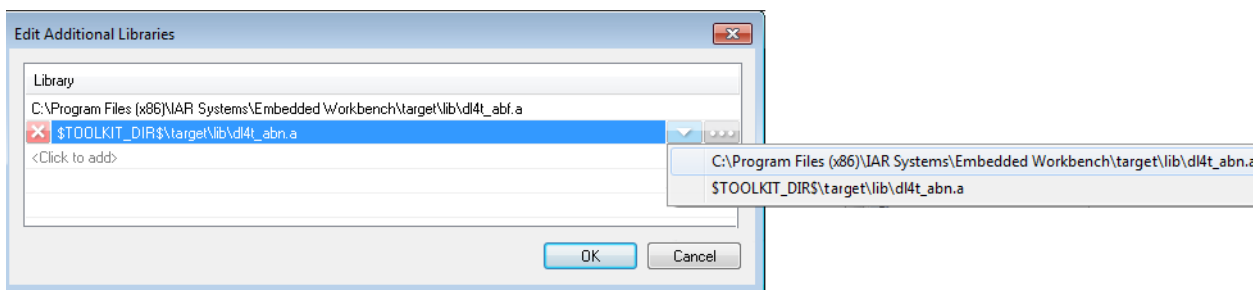 Edit Additional Libraries
Library
C:\Program Files (x86)\IAR Systems\Embedded Workbench\target\lib\dl4t_abf.a
$TOOLKIT_DIR$\target\lib\dl4t_abn.a
<Click to add>
C:\Program Files (x86)\IAR Systems\Embedded Workbench\target\lib\dl4t_abn.a
$TOOLKIT_DIR$\target\lib\dl4t_abn.a
OK
Cancel